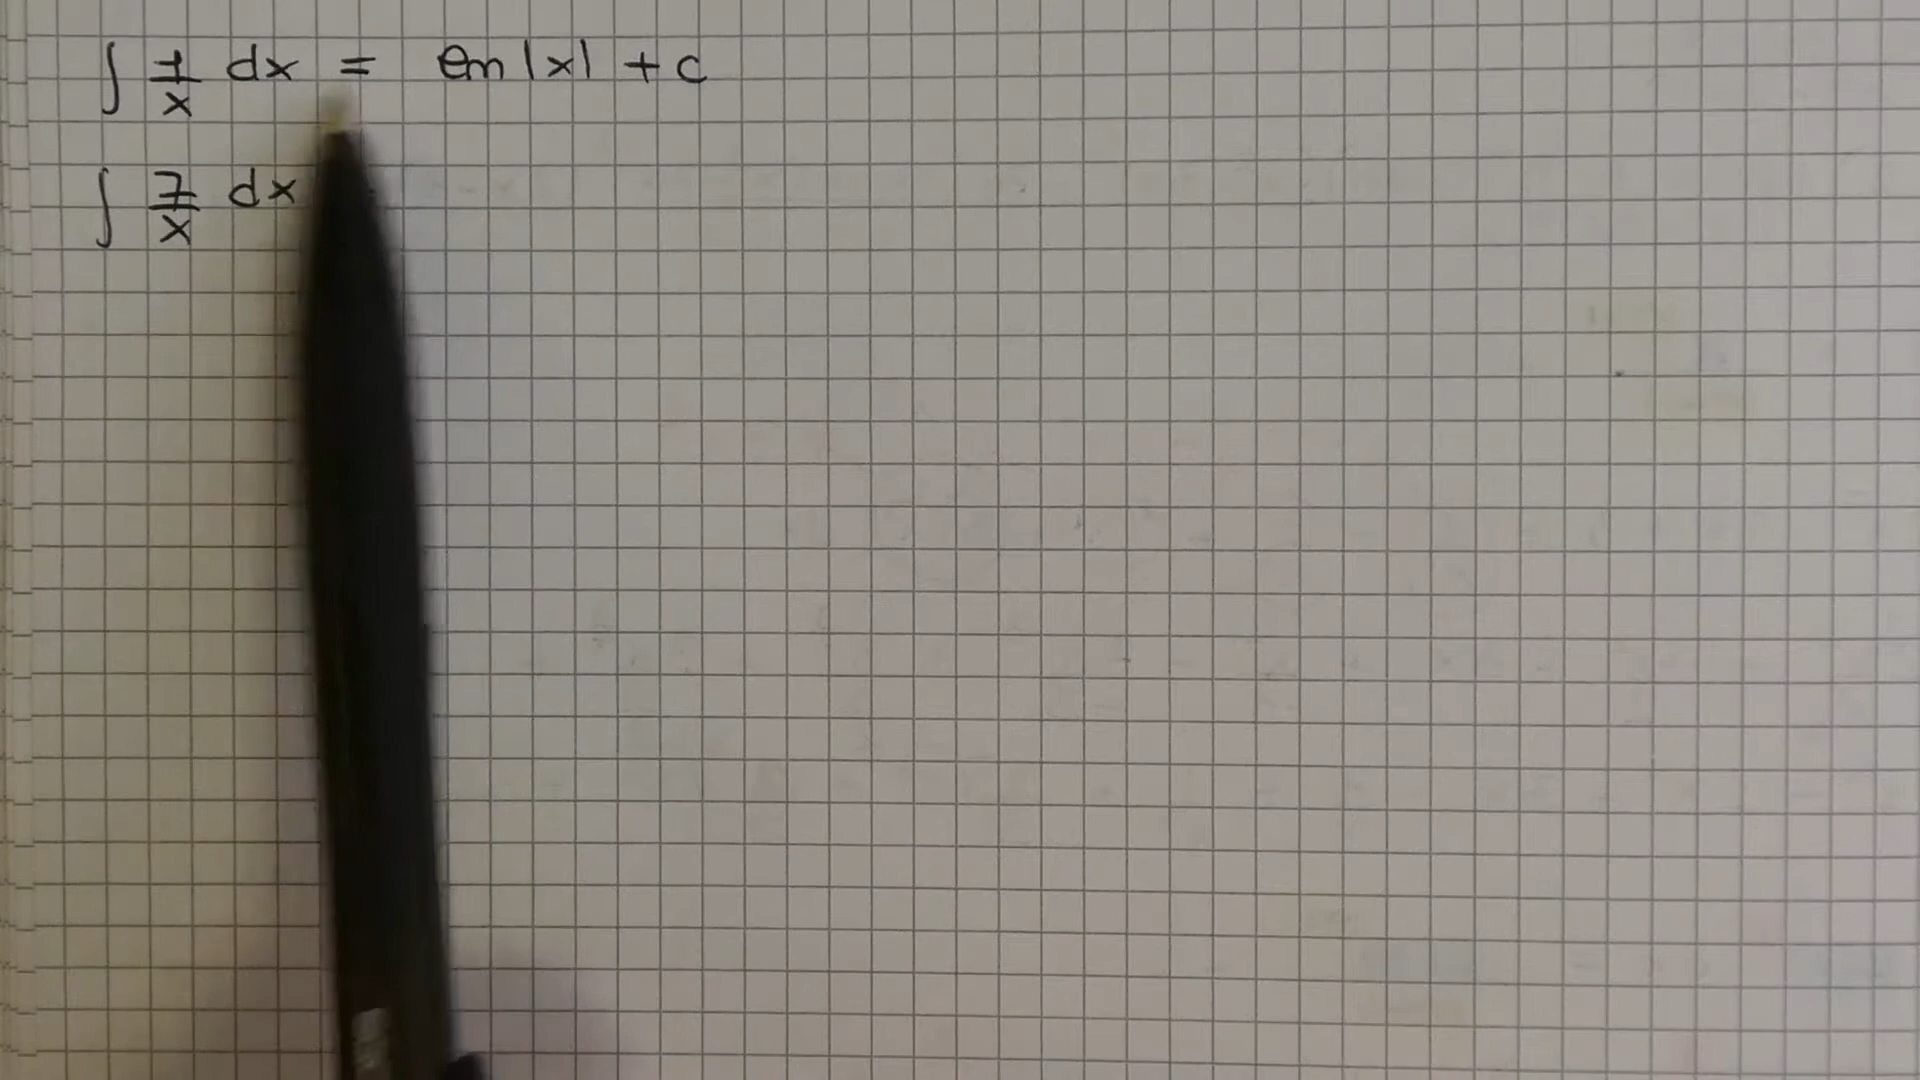 ∫ 1/x dx = ln |x| + c
∫ 7/x dx